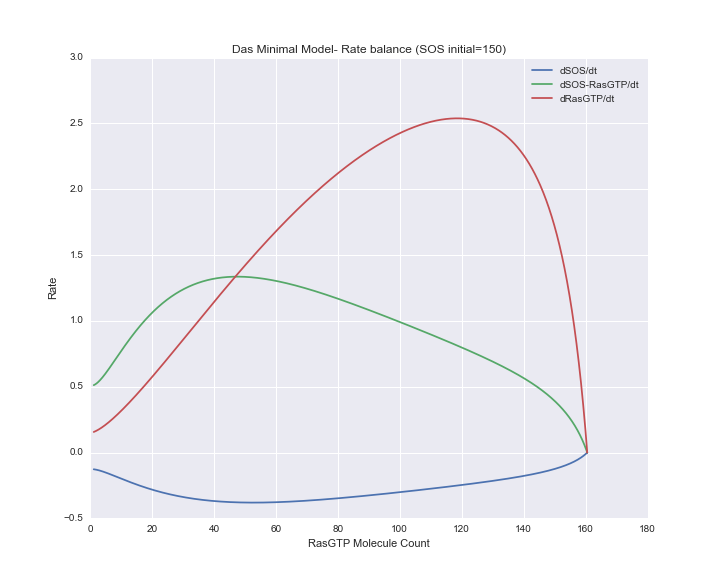 Das Minimal Model- Rate balance (SOS initial=150)
dSOS/dt
dSOS-RasGTP/dt
dRasGTP/dt
3.0
2.5
2.0
1.5
1.0
0.5
0.0
−0.5
Rate
0 20 40 60 80 100 120 140 160 180
RasGTP Molecule Count